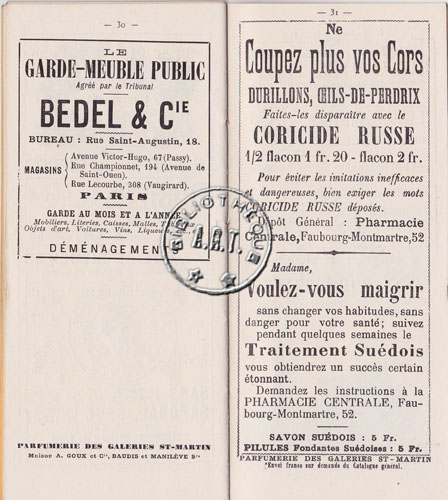 — 30 —
LE
GARDE-MEUBLE PUBLIC
Agréé par le Tribunal
BEDEL & CIE
BUREAU : Rue Saint-Augustin, 18.
MAGASINS
Avenue Victor-Hugo, 67 (Passy).
Rue Championnet, 194 (Avenue de
Saint-Ouen).
Rue Lecourbe, 308 (Vaugirard).
PARIS
GARDE AU MOIS ET A L'ANNÉE
Mobiliers, Literies, Caisses, Malles,
Objets d'art, Voitures, Vins, Liqueurs,
DÉMÉNAGEMENTS
PARFUMERIE DES GALERIES ST-MARTIN
Maison A. GOUX et Cie, BAUDIS et MANILÈVE
— 31 —
Ne
Coupez plus vos Cors
DURILLONS, ŒILS-DE-PERDRIX
Faites-les disparaître avec le
CORICIDE RUSSE
1/2 flacon 1 fr. 20 - flacon 2 fr.
Pour éviter les imitations inefficaces
et dangereuses, bien exiger les mots
CORICIDE RUSSE déposés.
Dépôt Général : Pharmacie
Centrale, Faubourg-Montmartre, 52
Madame,
Voulez-vous maigrir
sans changer vos habitudes, sans
danger pour votre santé; suivez
pendant quelques semaines le
Traitement Suédois
vous obtiendrez un succès certain
étonnant.
Demandez les instructions à la
PHARMACIE CENTRALE, Fau-
bourg-Montmartre, 52.
SAVON SUÉDOIS : 5 Fr.
PILULES Fondantes Suédoises : 5 Fr.
PARFUMERIE DES GALERIES ST-MARTIN
Envoi franco sur demande du Catalogue général.
BIBLIOTHÈQUE
A.R.T.